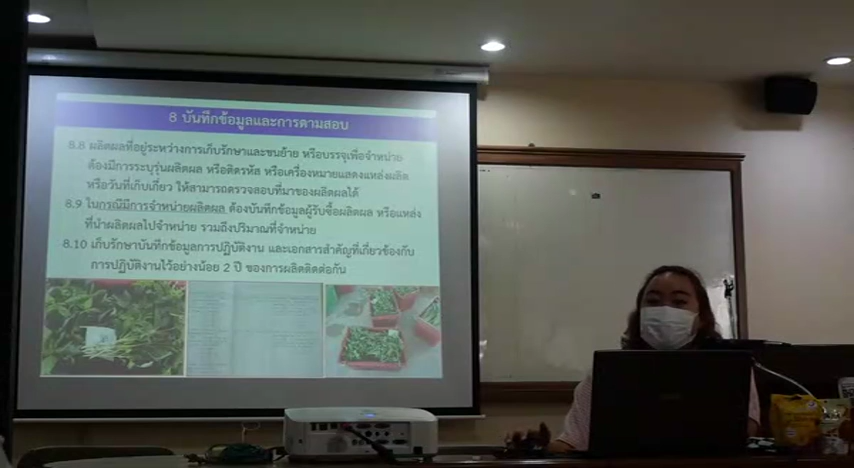 8 บันทึกข้อมูลและการตามสอบ
8.8 ผลิตผลที่อยู่ระหว่างการเก็บรักษาและขนย้าย หรือบรรจุเพื่อจำหน่าย
ต้องมีการระบุรุ่นผลิตผล หรือติดรหัส หรือเครื่องหมายแสดงแหล่งผลิต
หรือวันที่เก็บเกี่ยว ให้สามารถตรวจสอบที่มาของผลิตผลได้
8.9 ในกรณีมีการจำหน่ายผลิตผล ต้องบันทึกข้อมูลผู้รับซื้อผลิตผล หรือแหล่ง
ที่นำผลิตผลไปจำหน่าย รวมถึงปริมาณที่จำหน่าย
8.10 เก็บรักษาบันทึกข้อมูลการปฏิบัติงาน และเอกสารสำคัญที่เกี่ยวข้องกับ
การปฏิบัติงานไว้อย่างน้อย 2 ปี ของการผลิตติดต่อกัน